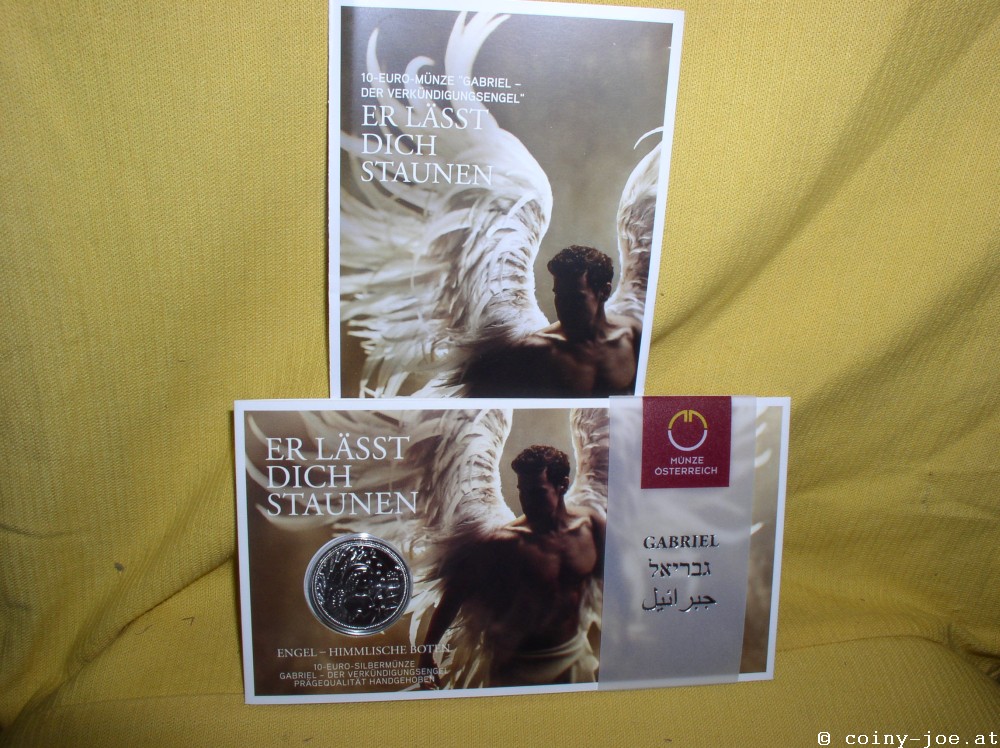 10-EURO-MÜNZE "GABRIEL –
DER VERKÜNDIGUNGSENGEL"
ER LÄSST
DICH
STAUNEN
ER LÄSST
DICH
STAUNEN
ENGEL – HIMMLISCHE BOTEN
10-EURO-SILBERMÜNZE
GABRIEL – DER VERKÜNDIGUNGSENGEL
PRÄGEQUALITÄT HANDGEHOBEN
MÜNZE
ÖSTERREICH
GABRIEL
גבריאל
جبرائيل
© coiny-joe.at